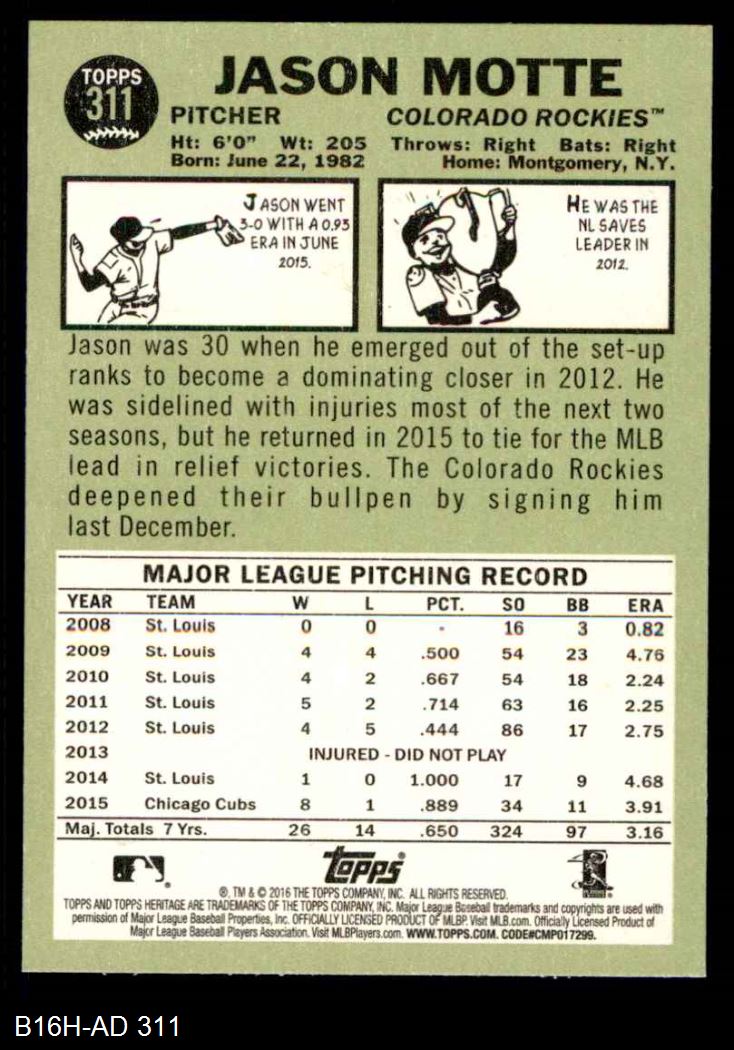 TOPPS
311
JASON MOTTE
PITCHER COLORADO ROCKIES™
Ht: 6'0" Wt: 205 Throws: Right Bats: Right
Born: June 22, 1982 Home: Montgomery, N.Y.
JASON WENT
3-0 WITH A 0.93
ERA IN JUNE
2015.
HE WAS THE
NL SAVES
LEADER IN
2012.
Jason was 30 when he emerged out of the set-up
ranks to become a dominating closer in 2012. He
was sidelined with injuries most of the next two
seasons, but he returned in 2015 to tie for the MLB
lead in relief victories. The Colorado Rockies
deepened their bullpen by signing him
last December.
MAJOR LEAGUE PITCHING RECORD
YEAR TEAM W L PCT. SO BB ERA
2008 St. Louis 0 0 - 16 3 0.82
2009 St. Louis 4 4 .500 54 23 4.76
2010 St. Louis 4 2 .667 54 18 2.24
2011 St. Louis 5 2 .714 63 16 2.25
2012 St. Louis 4 5 .444 86 17 2.75
2013 INJURED - DID NOT PLAY
2014 St. Louis 1 0 1.000 17 9 4.68
2015 Chicago Cubs 8 1 .889 34 11 3.91
Maj. Totals 7 Yrs. 26 14 .650 324 97 3.16
topps®
®, TM & © 2016 THE TOPPS COMPANY, INC. ALL RIGHTS RESERVED.
TOPPS AND TOPPS HERITAGE ARE TRADEMARKS OF THE TOPPS COMPANY, INC. Major League Baseball trademarks and copyrights are used with
permission of Major League Baseball Properties, Inc. OFFICIALLY LICENSED PRODUCT OF MLBP. Visit MLB.com. Officially Licensed Product of
Major League Baseball Players Association. Visit MLBPlayers.com. WWW.TOPPS.COM. CODE#CMP017299.
B16H-AD 311